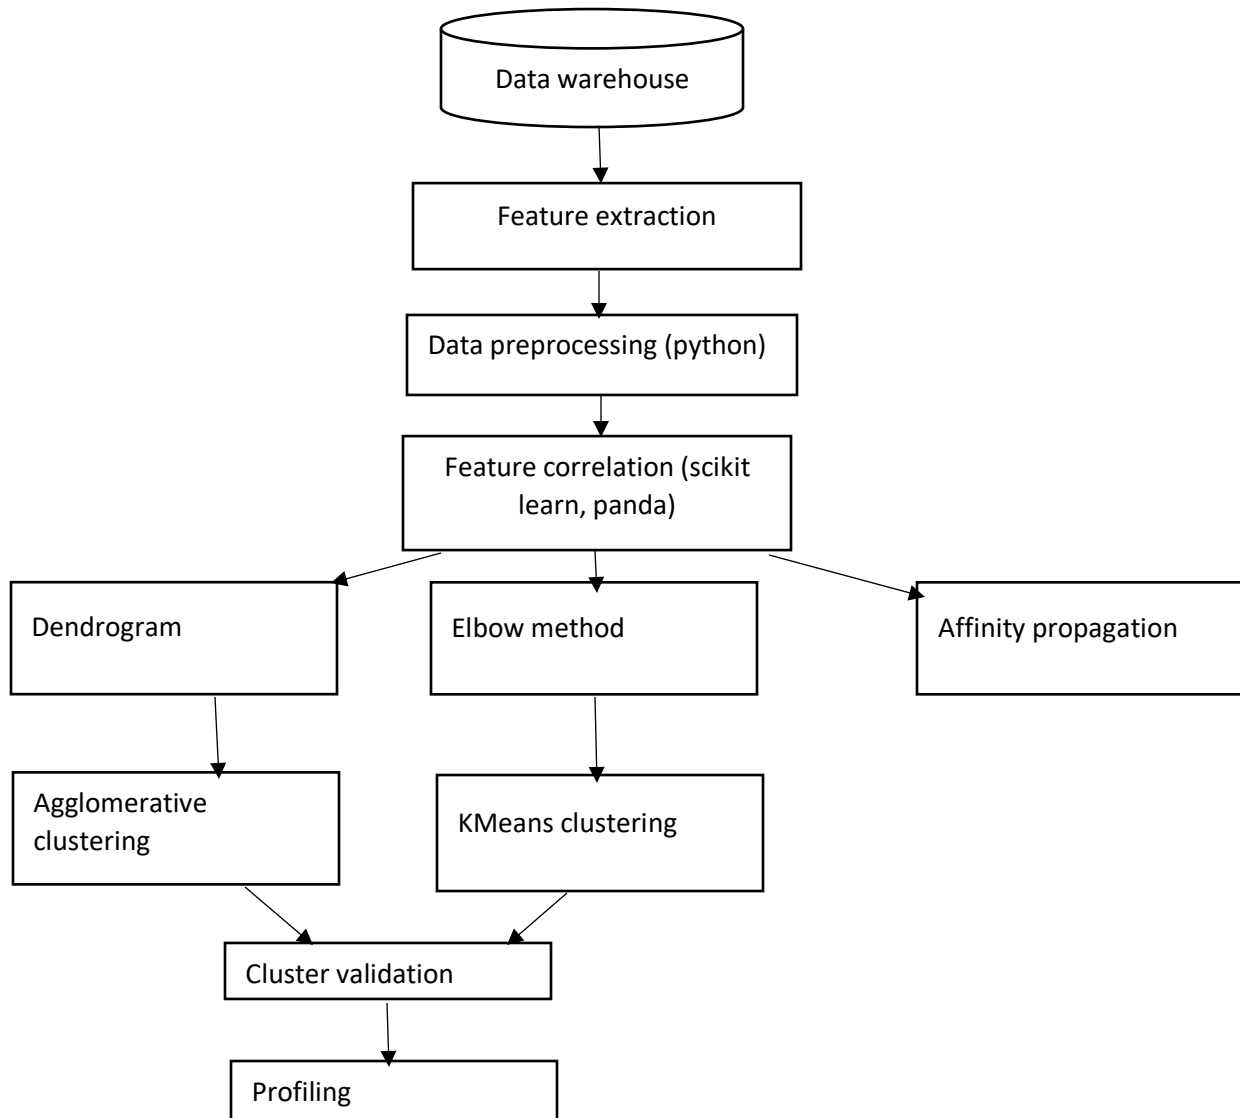 Data warehouse
Feature extraction
Data preprocessing (python)
Feature correlation (scikit
learn, panda)
Dendrogram
Elbow method
Affinity propagation
Agglomerative
clustering
KMeans clustering
Cluster validation
Profiling